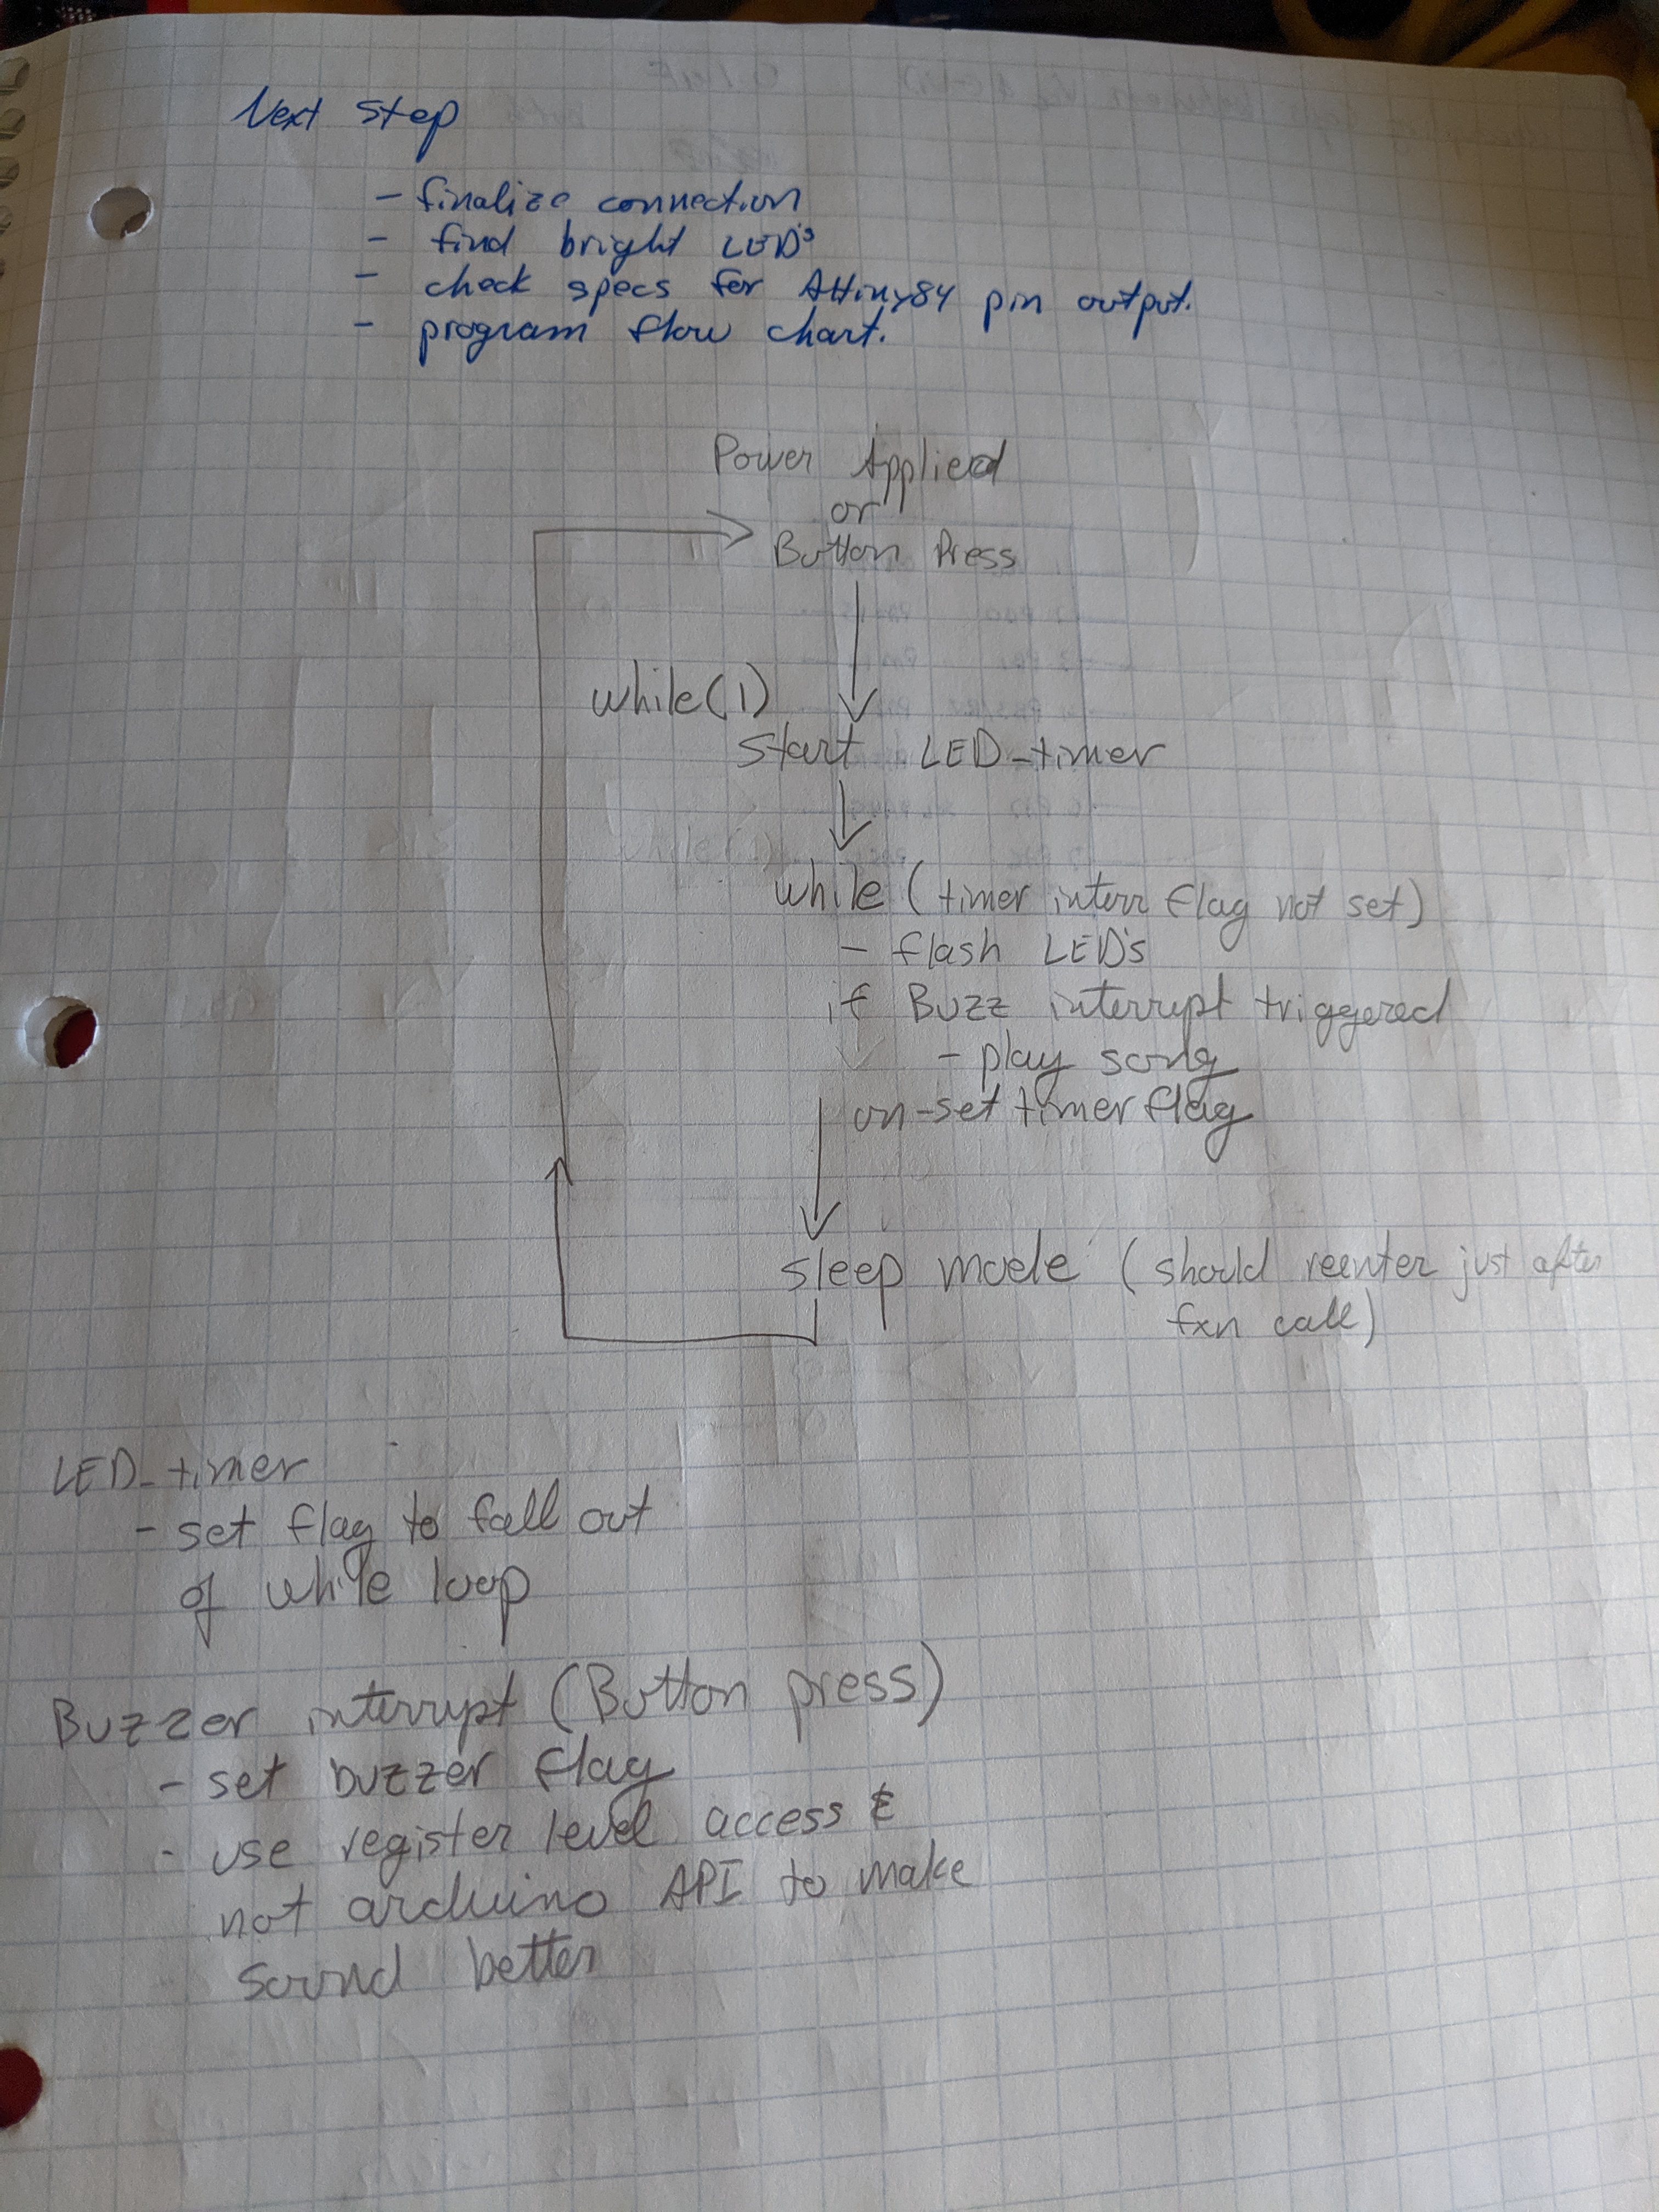 Next step
- finalize connection
- find bright LED's
- check specs for ATtiny84 pin output.
- program flow chart.
Power Applied
or
Button Press
while(1)
Start LED_timer
while (timer interr flag not set)
- flash LED's
if Buzz interrupt triggered
- play song
un-set timer flag
sleep mode (should reenter just after
fxn call)
LED_timer
- set flag to fall out
of while loop
Buzzer interrupt (Button press)
- set buzzer flag
- use register level access &
not arduino API to make
sound better